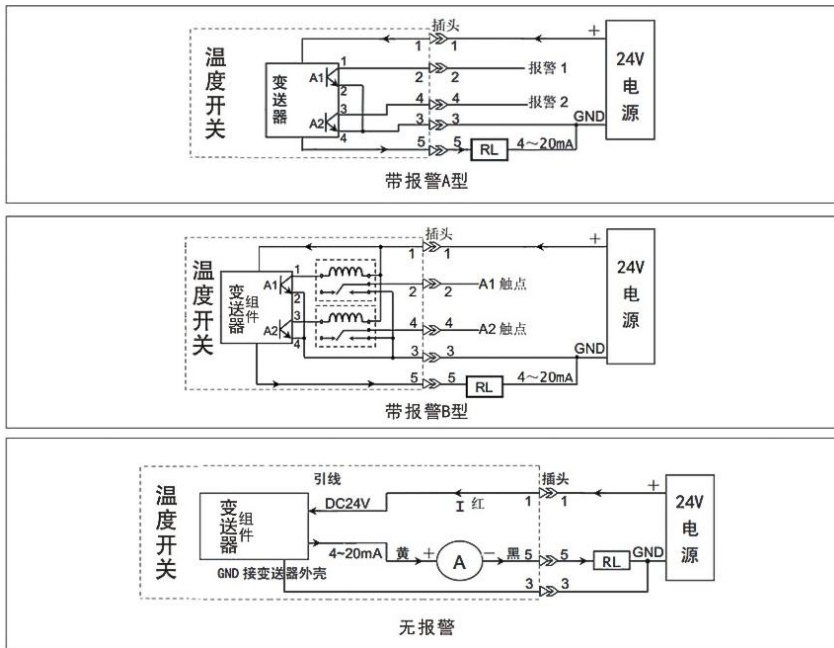 插头
温度开关
变送器
A1
A2
1
2
3
4
1 1
2 2
4 4
3 3
5 5
报警 1
报警 2
RL
4～20mA
GND
+
24V
电
源
带报警A型
插头
温度开关
变送器
组件
A1
A2
1
2
3
4
1 1
2 2
4 4
3 3
5 5
A1 触点
A2 触点
RL
4～20mA
GND
+
24V
电
源
带报警B型
引线
插头
温度开关
变送器
组件
DC24V
I 红
1 1
4~20mA
黄
+
A
−
黑
5 5
RL
GND
3 3
GND 接变送器外壳
+
24V
电
源
无报警